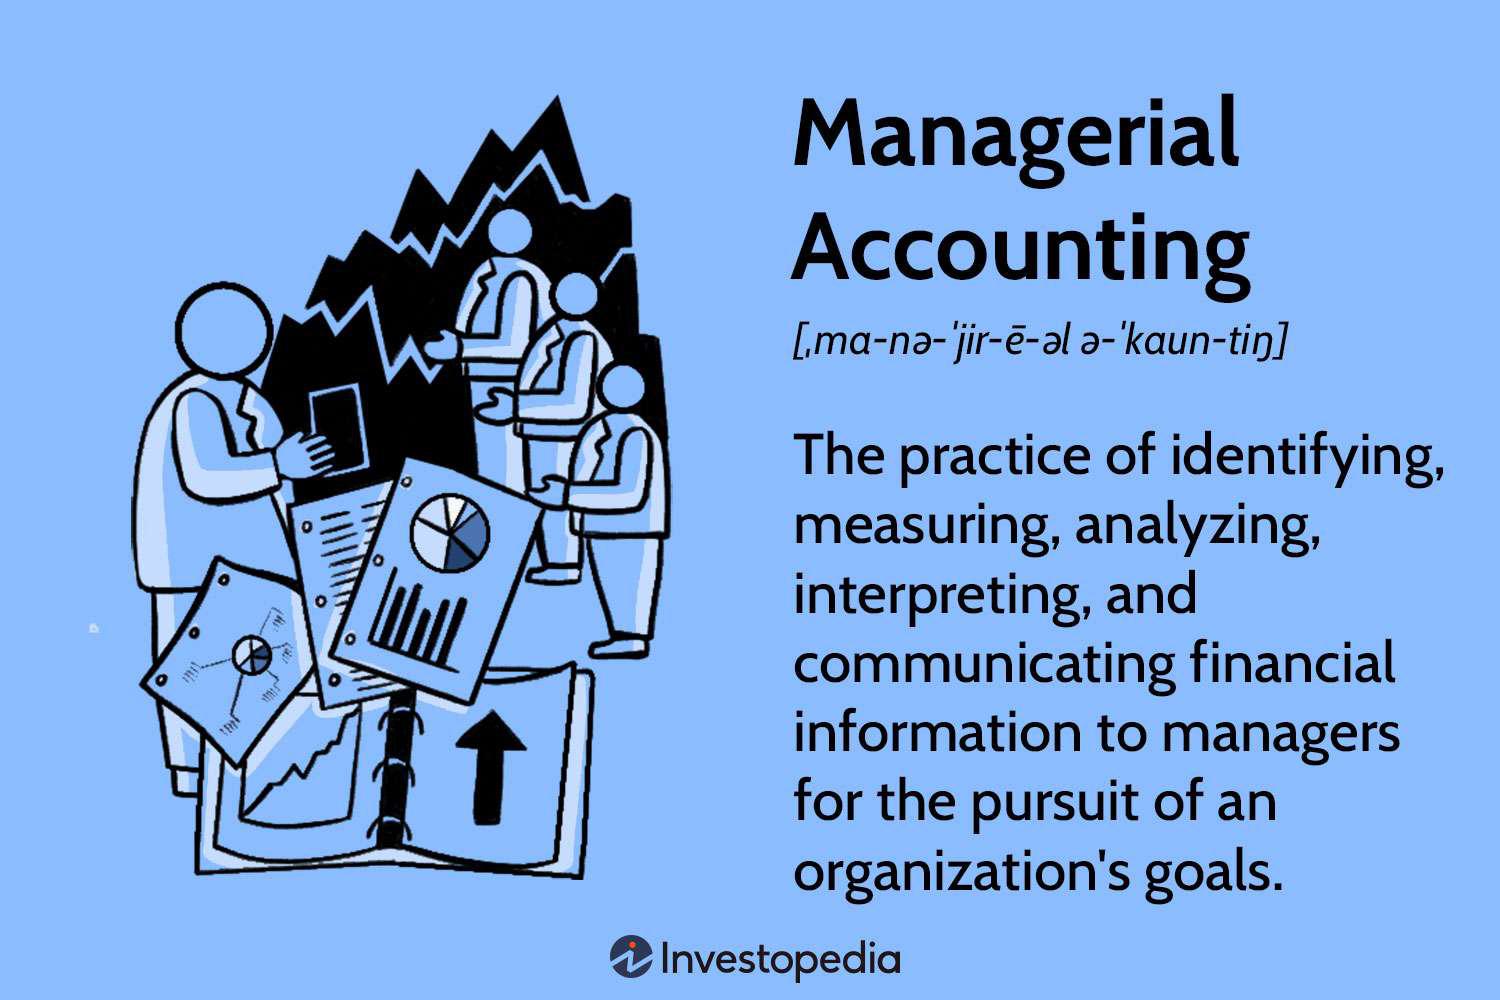 Managerial
Accounting
[ˌma-nə-ˈjir-ē-əl ə-ˈkaun-tiŋ]
The practice of identifying,
measuring, analyzing,
interpreting, and
communicating financial
information to managers
for the pursuit of an
organization's goals.
Investopedia